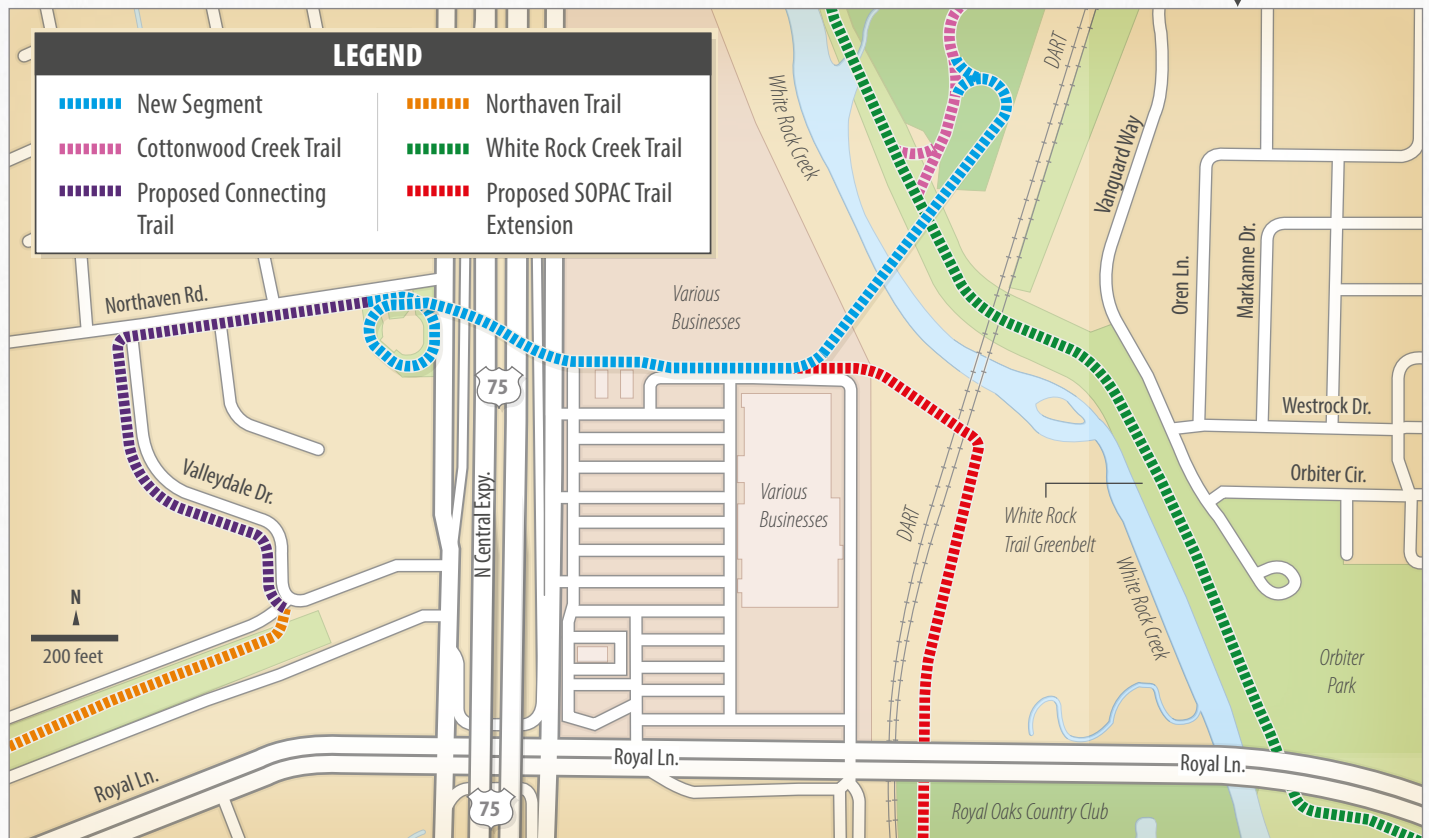 LEGEND
New Segment
Cottonwood Creek Trail
Proposed Connecting
Trail
Northaven Trail
White Rock Creek Trail
Proposed SOPAC Trail
Extension
DART
White Rock Creek
Vanguard Way
Oren Ln.
Markanne Dr.
Northaven Rd.
Various
Businesses
75
Westrock Dr.
Valleydale Dr.
Orbiter Cir.
N Central Expy.
Various
Businesses
DART
White Rock
Trail Greenbelt
White Rock Creek
N
200 feet
Orbiter
Park
Royal Ln.
Royal Ln.
Royal Ln.
75
Royal Oaks Country Club